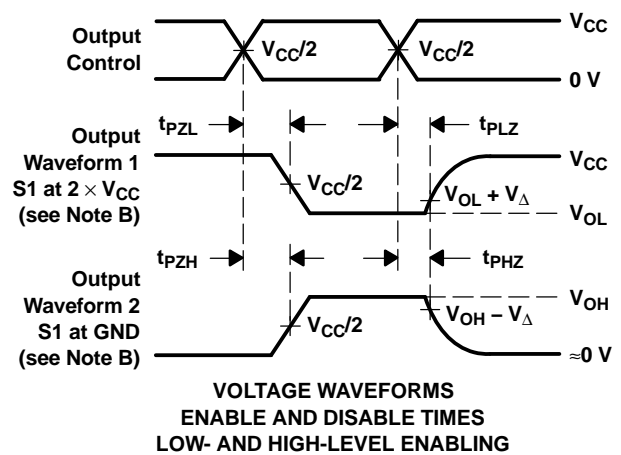 Output
Control
V_CC/2
V_CC/2
V_CC
0 V
t_PZL
t_PLZ
Output
Waveform 1
S1 at 2 × V_CC
(see Note B)
V_CC/2
V_CC
V_OL + V_Δ
V_OL
t_PZH
t_PHZ
Output
Waveform 2
S1 at GND
(see Note B)
V_CC/2
V_OH
V_OH − V_Δ
≈0 V
VOLTAGE WAVEFORMS
ENABLE AND DISABLE TIMES
LOW- AND HIGH-LEVEL ENABLING